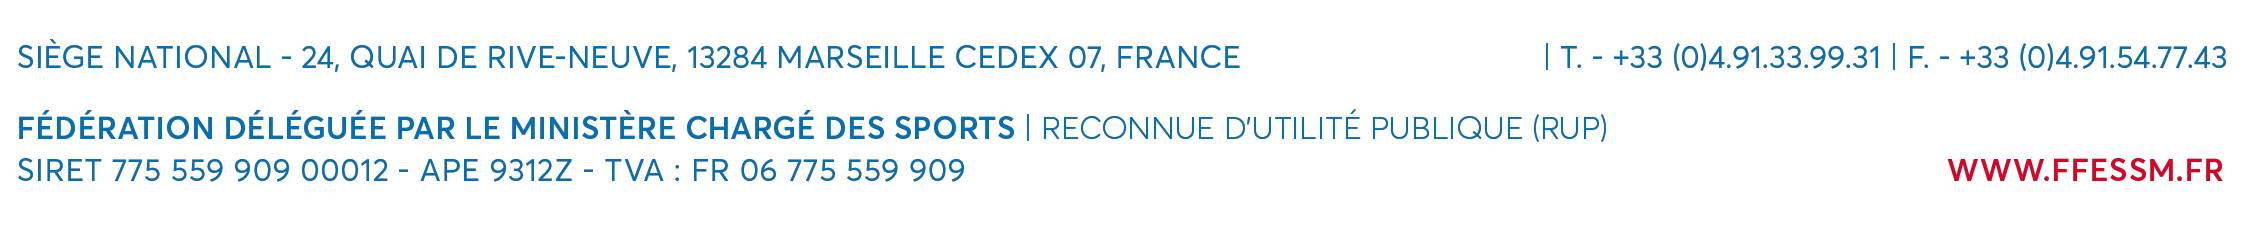 SIÈGE NATIONAL - 24, QUAI DE RIVE-NEUVE, 13284 MARSEILLE CEDEX 07, FRANCE | T. - +33 (0)4.91.33.99.31 | F. - +33 (0)4.91.54.77.43
FÉDÉRATION DÉLÉGUÉE PAR LE MINISTÈRE CHARGÉ DES SPORTS | RECONNUE D'UTILITÉ PUBLIQUE (RUP)
SIRET 775 559 909 00012 - APE 9312Z - TVA : FR 06 775 559 909 WWW.FFESSM.FR